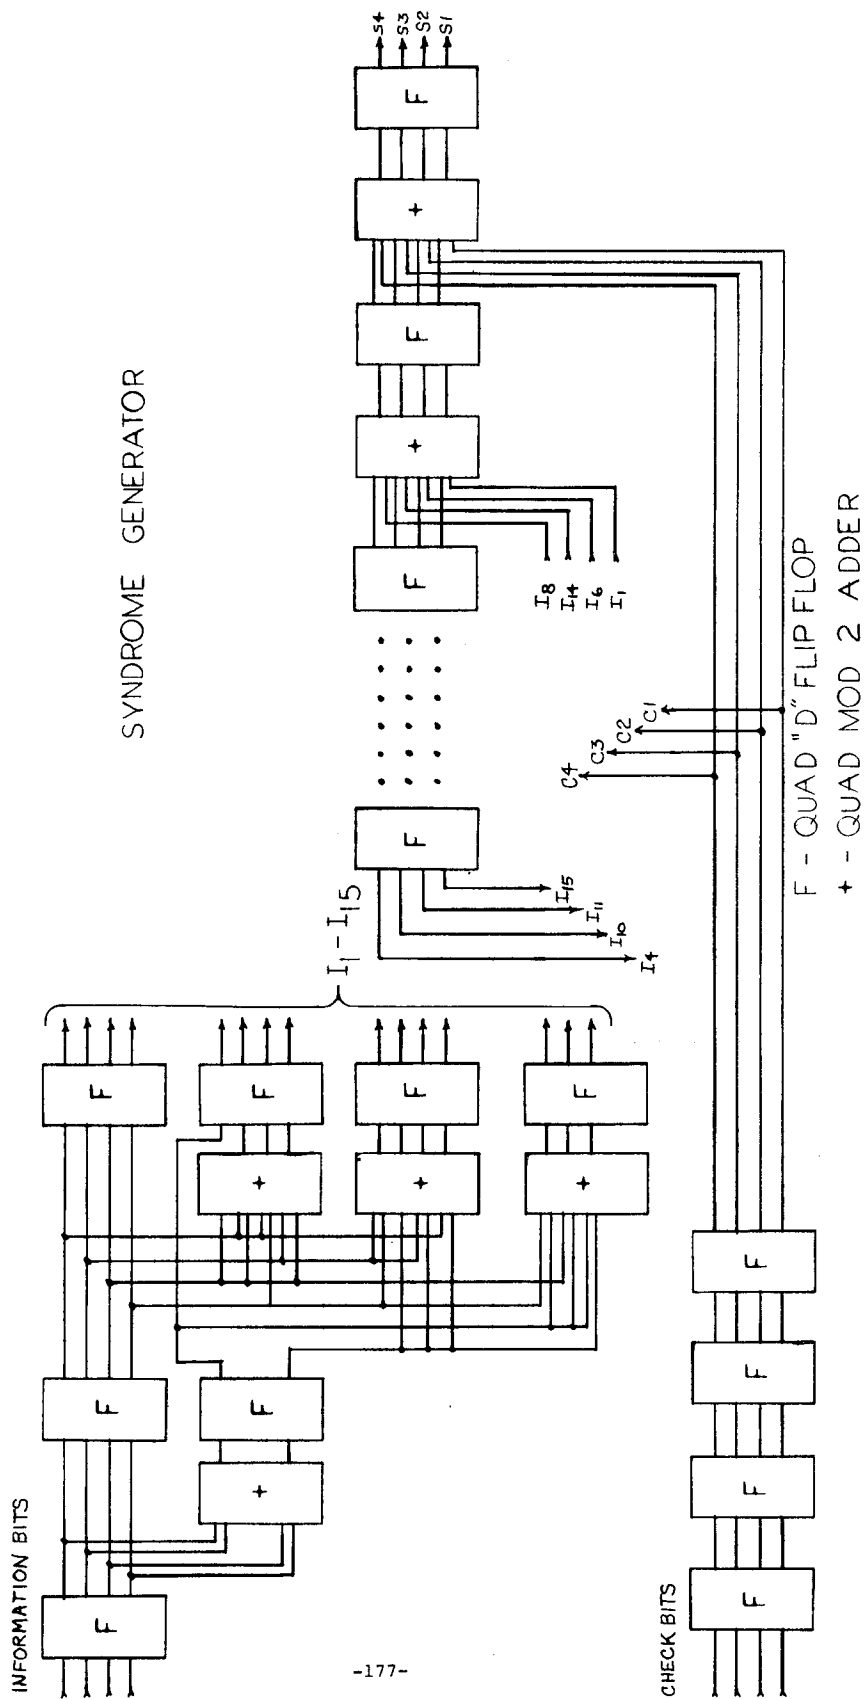 SYNDROME GENERATOR
INFORMATION BITS
F
F
F
+
F
+
F
+
F
+
F
I1 - I15
I4
I10
I11
I15
F
F
I8
I14
I6
I1
+
F
+
F
S4
S3
S2
S1
CHECK BITS
F
F
F
F
C4
C3
C2
C1
F - QUAD "D" FLIP FLOP
+ - QUAD MOD 2 ADDER
-177-